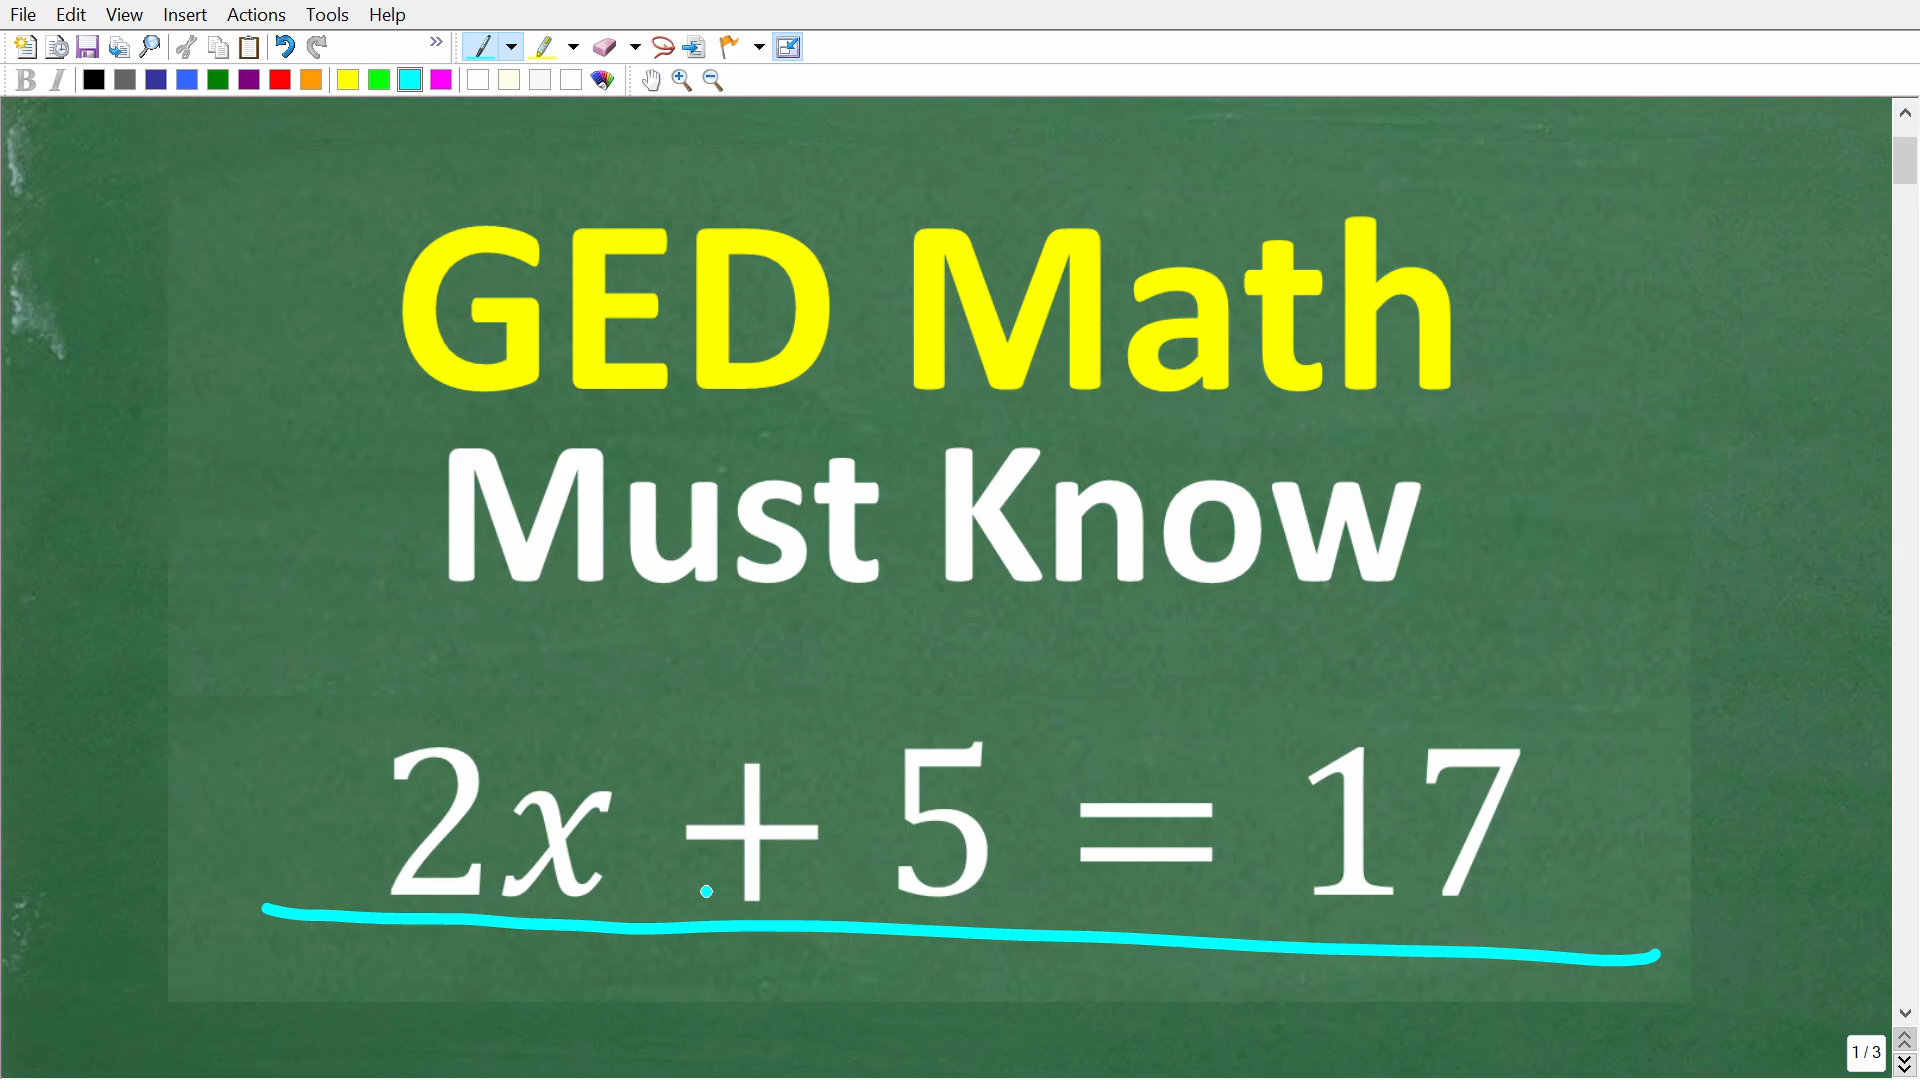 File Edit View Insert Actions Tools Help
B I
GED Math
Must Know
2x + 5 = 17
1 / 3